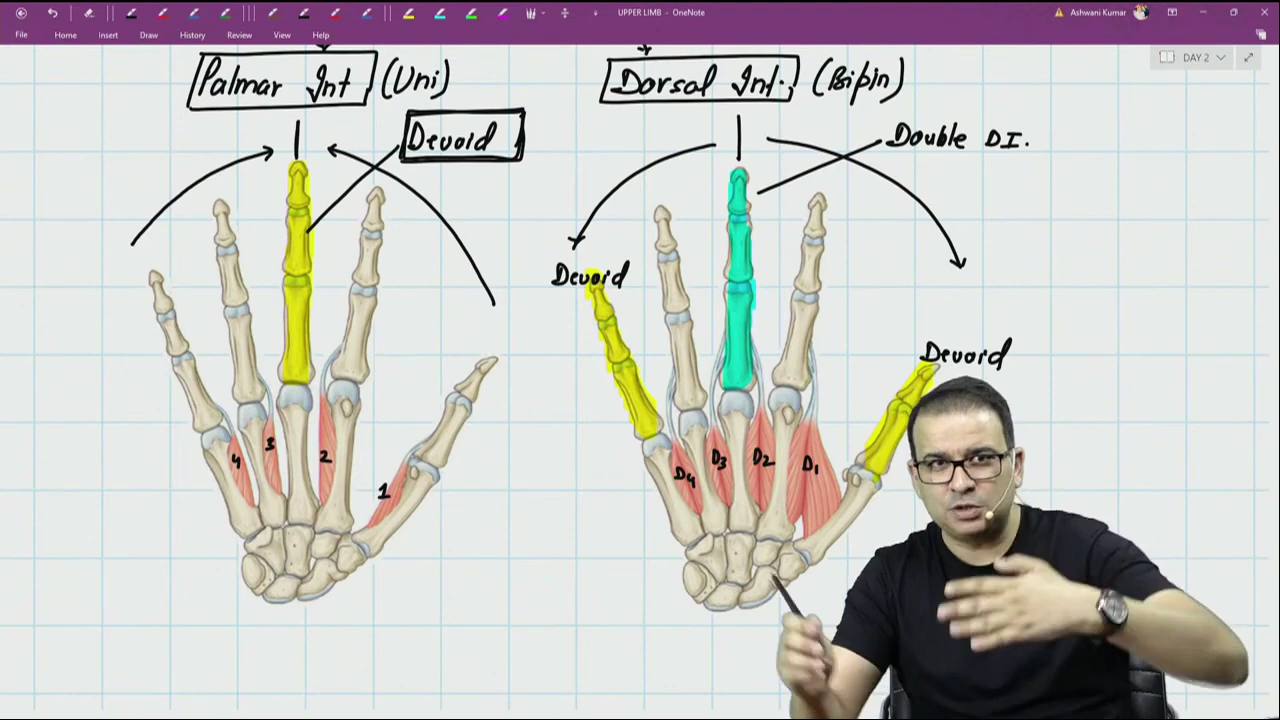 UPPER LIMB - OneNote
Ashwani Kumar
File Home Insert Draw History Review View Help
DAY 2
Palmar Int (Uni)
Dorsal Int. (Bipin)
Devoid
Double DI.
Devoid
Devoid
4
3
2
1
D4
D3
D2
D1